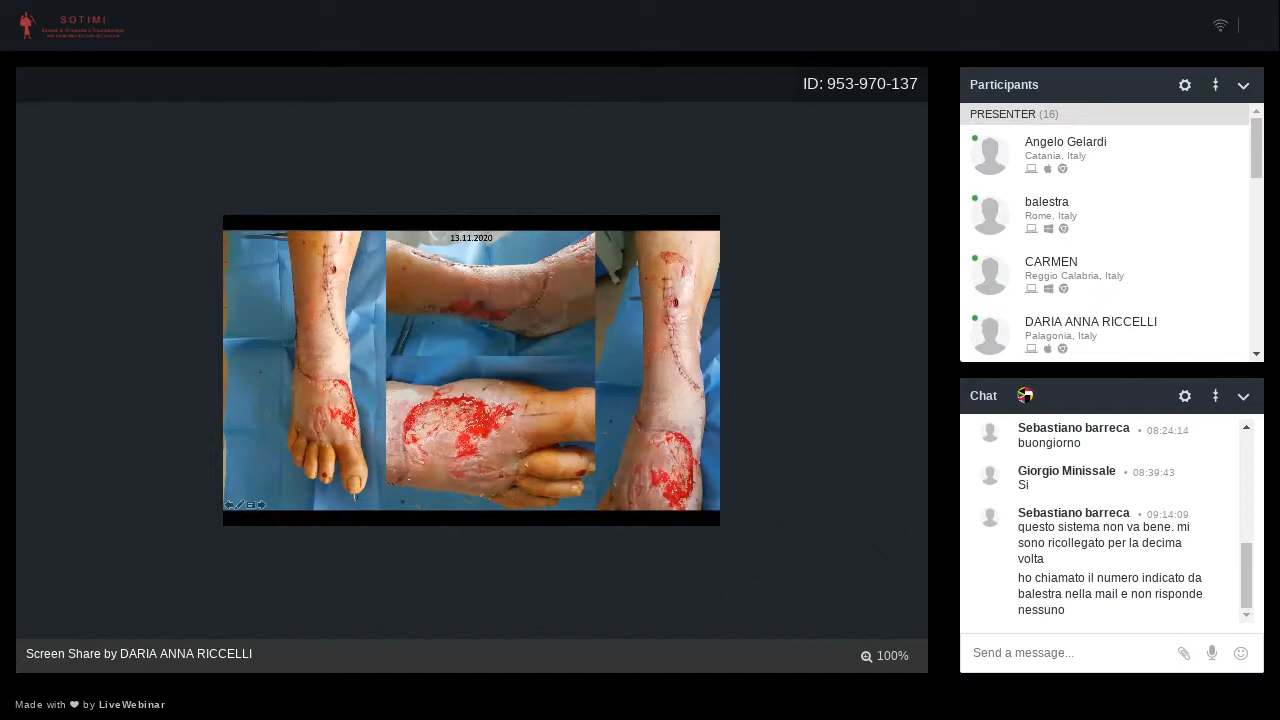 SOTIMI
ID: 953-970-137
13.11.2020
Screen Share by DARIA ANNA RICCELLI
100%
Participants
PRESENTER (16)
Angelo Gelardi
Catania, Italy
balestra
Rome, Italy
CARMEN
Reggio Calabria, Italy
DARIA ANNA RICCELLI
Palagonia, Italy
Chat
Sebastiano barreca • 08:24:14
buongiorno
Giorgio Minissale • 08:39:43
Si
Sebastiano barreca • 09:14:09
questo sistema non va bene. mi
sono ricollegato per la decima
volta
ho chiamato il numero indicato da
balestra nella mail e non risponde
nessuno
Send a message...
Made with ❤ by LiveWebinar